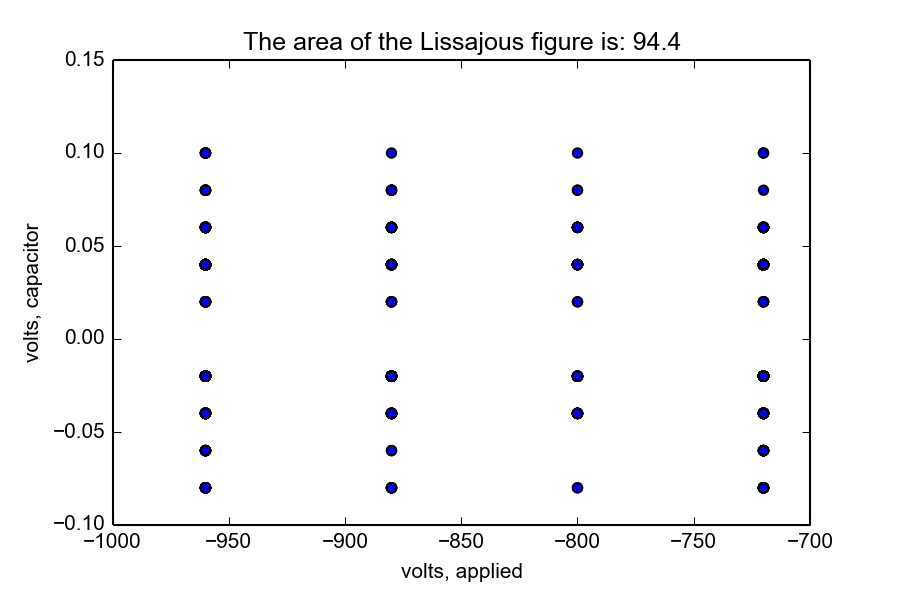 The area of the Lissajous figure is: 94.4
0.15
0.10
0.05
0.00
−0.05
−0.10
volts, capacitor
−1000 −950 −900 −850 −800 −750 −700
volts, applied